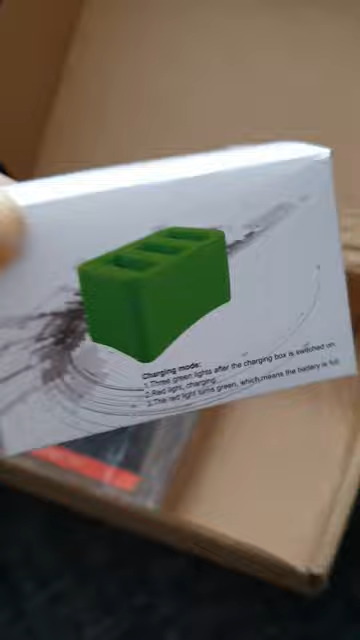 Charging mode:
1.Three green lights after the charging box is switched on.
2.Red light, charging;
3.The red light turns green, which,means the battery is full.